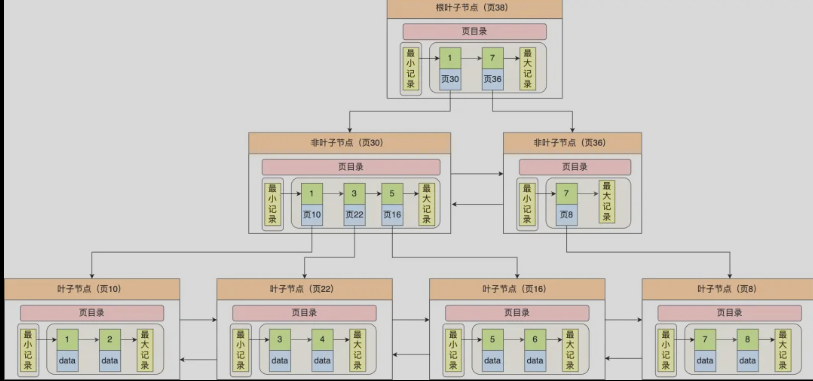 根叶子节点（页38）
页目录
最小记录
1
7
最大记录
页30
页36
非叶子节点（页30）
非叶子节点（页36）
页目录
页目录
最小记录
1
3
5
最大记录
页10
页22
页16
最小记录
7
最大记录
页8
叶子节点（页10）
叶子节点（页22）
叶子节点（页16）
叶子节点（页8）
页目录
页目录
页目录
页目录
最小记录
1
2
最大记录
data
data
最小记录
3
4
最大记录
data
data
最小记录
5
6
最大记录
data
data
最小记录
7
8
最大记录
data
data